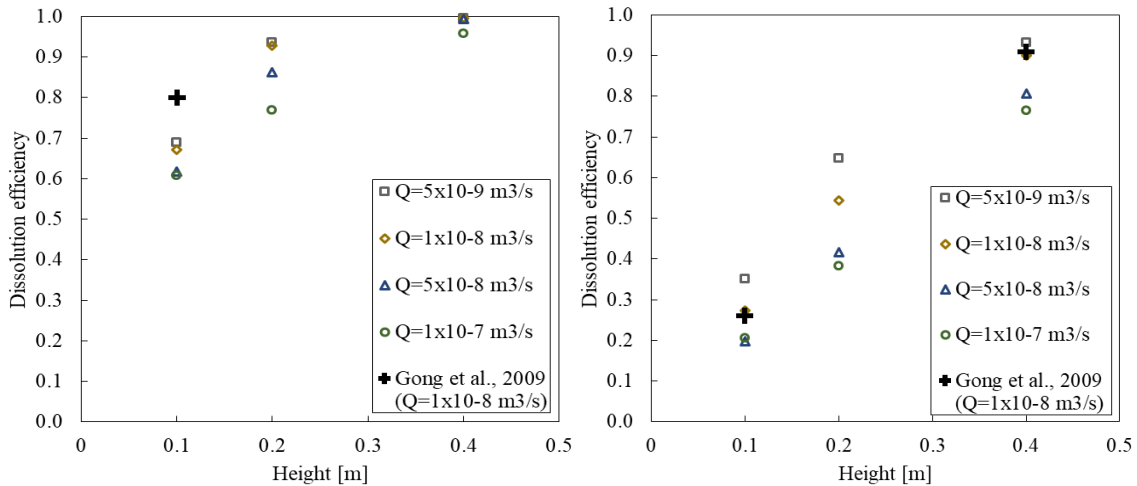 1.0
0.9
0.8
0.7
0.6
0.5
0.4
0.3
0.2
0.1
0.0
Dissolution efficiency
0
0.1
0.2
0.3
0.4
0.5
Height [m]
Q=5x10-9 m3/s
Q=1x10-8 m3/s
Q=5x10-8 m3/s
Q=1x10-7 m3/s
Gong et al., 2009
(Q=1x10-8 m3/s)
1.0
0.9
0.8
0.7
0.6
0.5
0.4
0.3
0.2
0.1
0.0
Dissolution efficiency
0
0.1
0.2
0.3
0.4
0.5
Height [m]
Q=5x10-9 m3/s
Q=1x10-8 m3/s
Q=5x10-8 m3/s
Q=1x10-7 m3/s
Gong et al., 2009
(Q=1x10-8 m3/s)